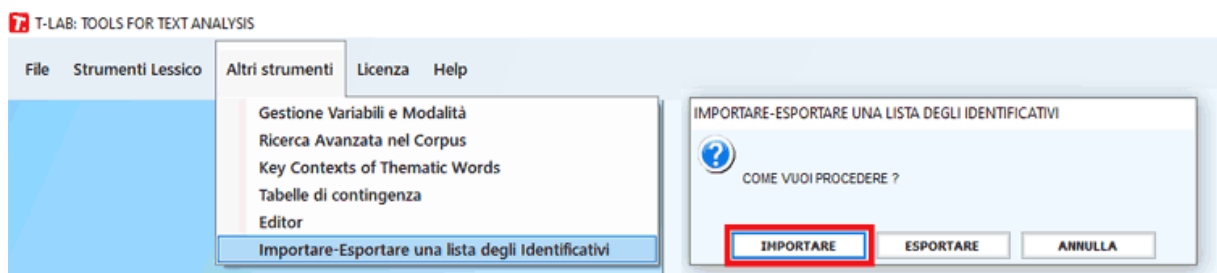 T-LAB: TOOLS FOR TEXT ANALYSIS
File Strumenti Lessico Altri strumenti Licenza Help
Gestione Variabili e Modalità
Ricerca Avanzata nel Corpus
Key Contexts of Thematic Words
Tabelle di contingenza
Editor
Importare-Esportare una lista degli Identificativi
IMPORTARE-ESPORTARE UNA LISTA DEGLI IDENTIFICATIVI
COME VUOI PROCEDERE ?
IMPORTARE ESPORTARE ANNULLA